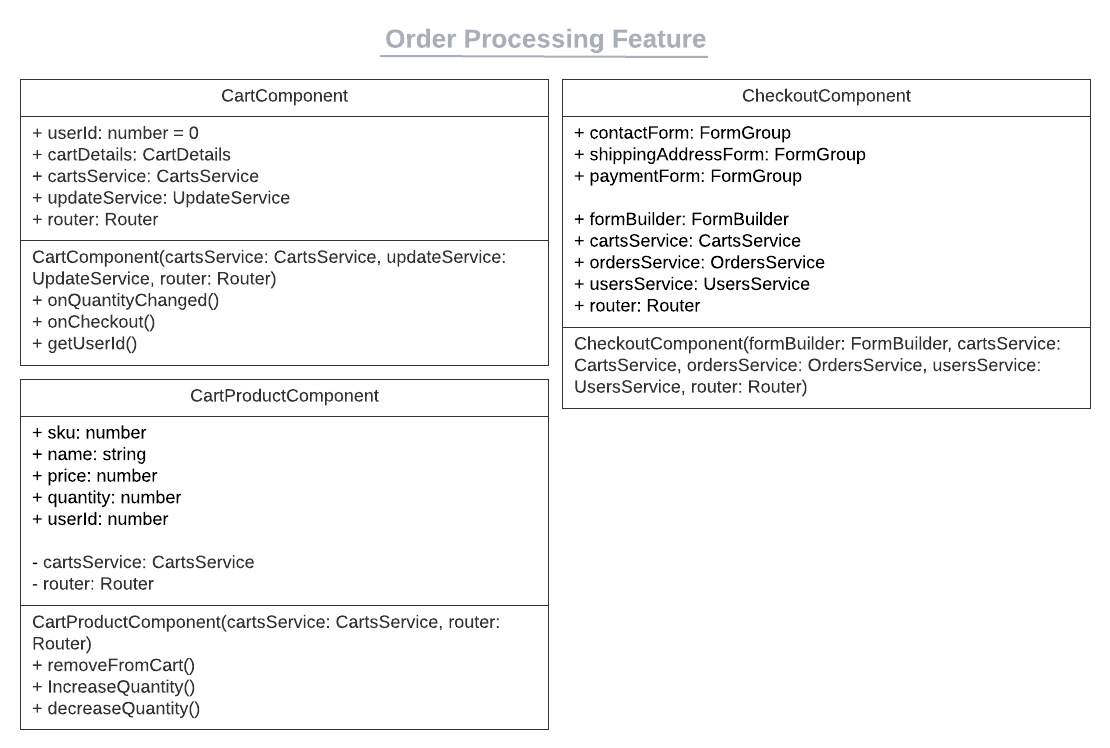 Order Processing Feature
CartComponent
+ userId: number = 0
+ cartDetails: CartDetails
+ cartsService: CartsService
+ updateService: UpdateService
+ router: Router
CartComponent(cartsService: CartsService, updateService:
UpdateService, router: Router)
+ onQuantityChanged()
+ onCheckout()
+ getUserId()
CartProductComponent
+ sku: number
+ name: string
+ price: number
+ quantity: number
+ userId: number
- cartsService: CartsService
- router: Router
CartProductComponent(cartsService: CartsService, router:
Router)
+ removeFromCart()
+ IncreaseQuantity()
+ decreaseQuantity()
CheckoutComponent
+ contactForm: FormGroup
+ shippingAddressForm: FormGroup
+ paymentForm: FormGroup
+ formBuilder: FormBuilder
+ cartsService: CartsService
+ ordersService: OrdersService
+ usersService: UsersService
+ router: Router
CheckoutComponent(formBuilder: FormBuilder, cartsService:
CartsService, ordersService: OrdersService, usersService:
UsersService, router: Router)